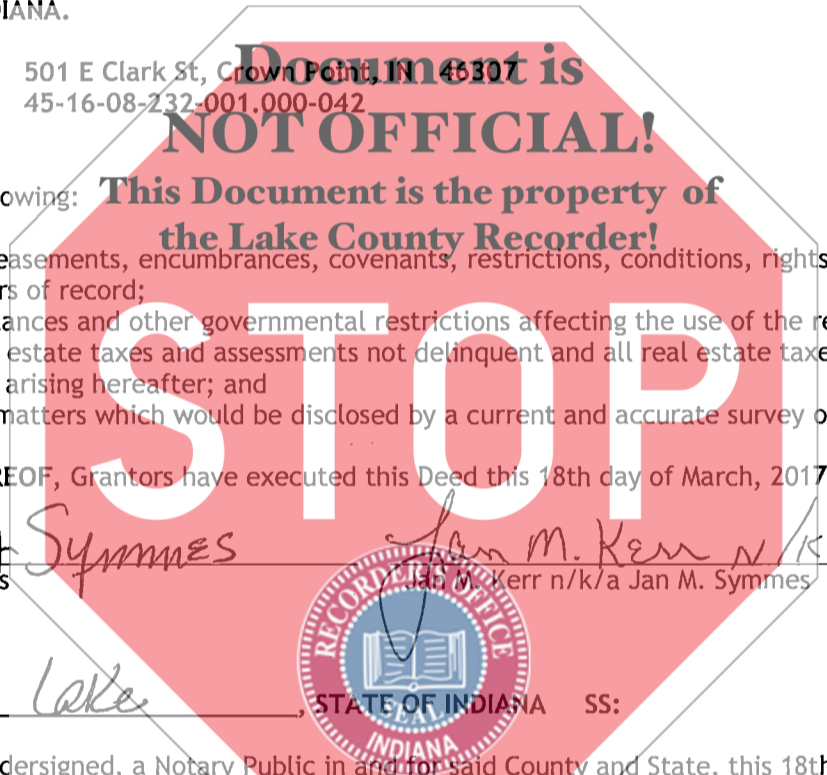 DIANA.
Document is
501 E Clark St, Crown Point, IN 46307
45-16-08-232-001.000-042
NOT OFFICIAL!
owing:
This Document is the property of
the Lake County Recorder!
easements, encumbrances, covenants, restrictions, conditions, rights
rs of record;
ances and other governmental restrictions affecting the use of the re
estate taxes and assessments not delinquent and all real estate taxe
arising hereafter; and
matters which would be disclosed by a current and accurate survey o
STOP
REOF, Grantors have executed this Deed this 18th day of March, 2017
Symmes Jan M. Kerr n/k
s Jan M. Kerr n/k/a Jan M. Symmes
RECORDER'S OFFICE
Lake, STATE OF INDIANA SS:
SEAL
INDIANA
dersigned, a Notary Public in and for said County and State, this 18th